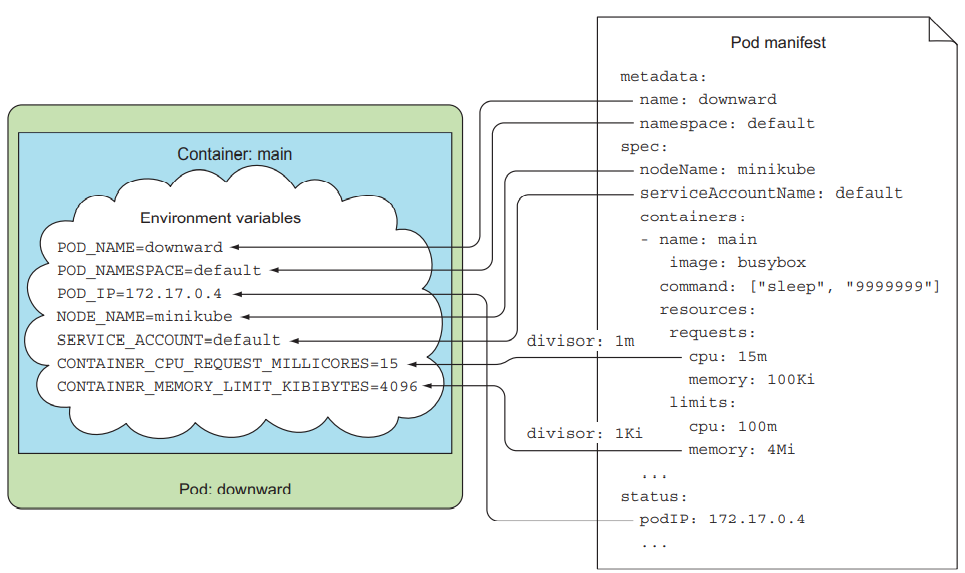 Pod manifest
metadata:
name: downward
namespace: default
spec:
nodeName: minikube
serviceAccountName: default
containers:
- name: main
image: busybox
command: ["sleep", "9999999"]
resources:
requests:
cpu: 15m
memory: 100Ki
limits:
cpu: 100m
memory: 4Mi
...
status:
podIP: 172.17.0.4
...
Container: main
Environment variables
POD_NAME=downward
POD_NAMESPACE=default
POD_IP=172.17.0.4
NODE_NAME=minikube
SERVICE_ACCOUNT=default
CONTAINER_CPU_REQUEST_MILLICORES=15
CONTAINER_MEMORY_LIMIT_KIBIBYTES=4096
divisor: 1m
divisor: 1Ki
Pod: downward